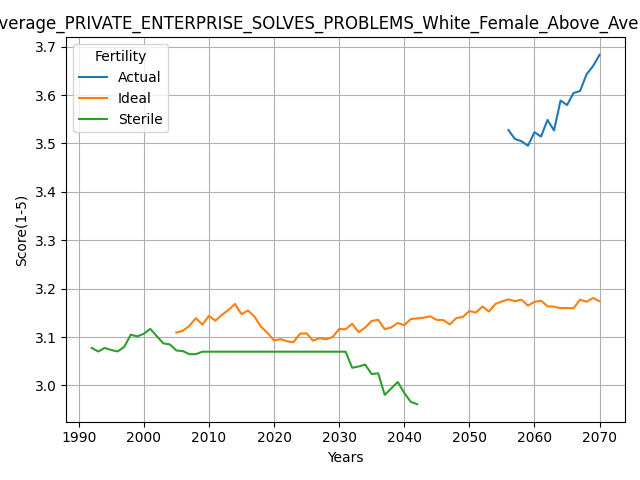 verage_PRIVATE_ENTERPRISE_SOLVES_PROBLEMS_White_Female_Above_Ave
Fertility
Actual
Ideal
Sterile
Score(1-5)
3.7
3.6
3.5
3.4
3.3
3.2
3.1
3.0
1990 2000 2010 2020 2030 2040 2050 2060 2070
Years